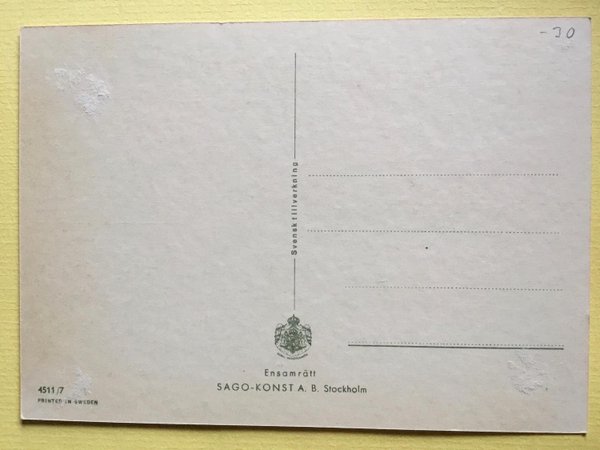 -30
Svensk tillverkning
Ensamrätt
SAGO-KONST A. B. Stockholm
4511/7
PRINTED IN SWEDEN